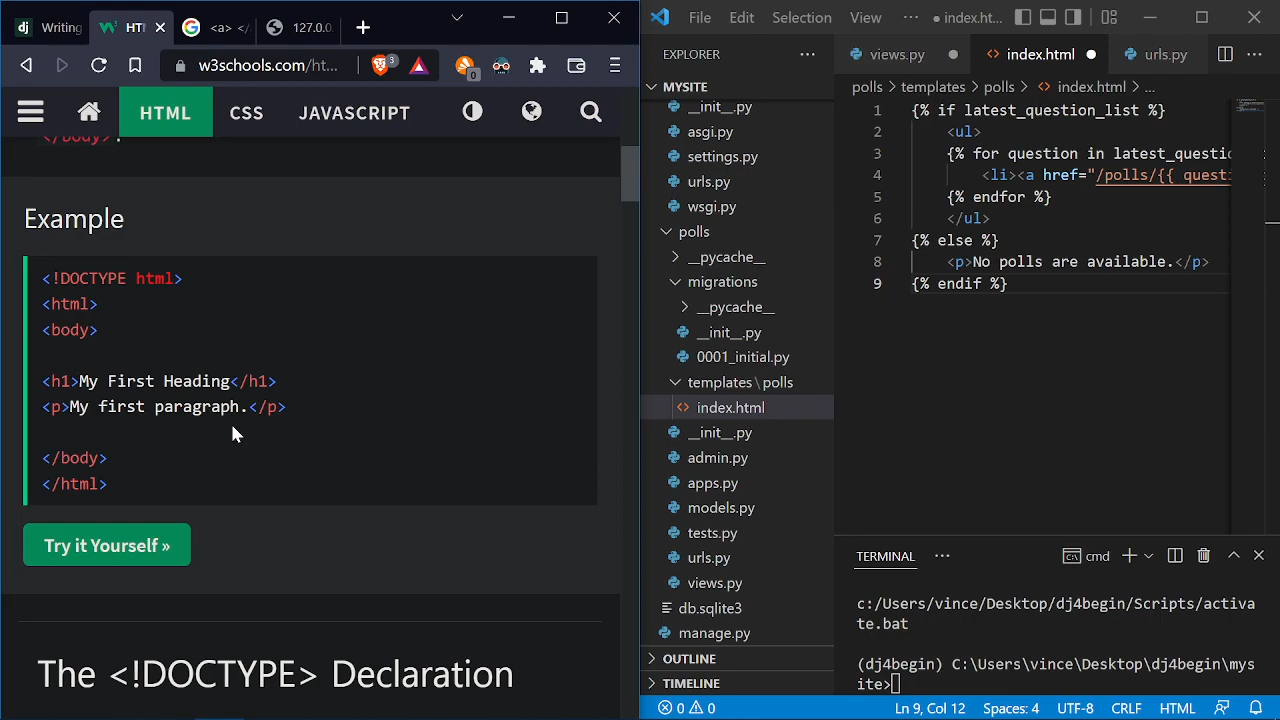 Writing
HTM
<a> </
127.0.0.
w3schools.com/ht...
3
0
HTML
CSS
JAVASCRIPT
</body>.
Example
<!DOCTYPE html>
<html>
<body>
<h1>My First Heading</h1>
<p>My first paragraph.</p>
</body>
</html>
Try it Yourself »
The <!DOCTYPE> Declaration
File
Edit
Selection
View
···
● index.ht...
EXPLORER
···
views.py
index.html
urls.py
MYSITE
polls > templates > polls > index.html > ...
__init__.py
asgi.py
settings.py
urls.py
wsgi.py
polls
__pycache__
migrations
__pycache__
__init__.py
0001_initial.py
templates\polls
index.html
__init__.py
admin.py
apps.py
models.py
tests.py
urls.py
views.py
db.sqlite3
manage.py
OUTLINE
TIMELINE
1 {% if latest_question_list %}
2 <ul>
3 {% for question in latest_questio
4 <li><a href="/polls/{{ questi
5 {% endfor %}
6 </ul>
7 {% else %}
8 <p>No polls are available.</p>
9 {% endif %}
TERMINAL
···
cmd
c:/Users/vince/Desktop/dj4begin/Scripts/activa
te.bat
(dj4begin) C:\Users\vince\Desktop\dj4begin\mys
ite>
0 0
Ln 9, Col 12
Spaces: 4
UTF-8
CRLF
HTML